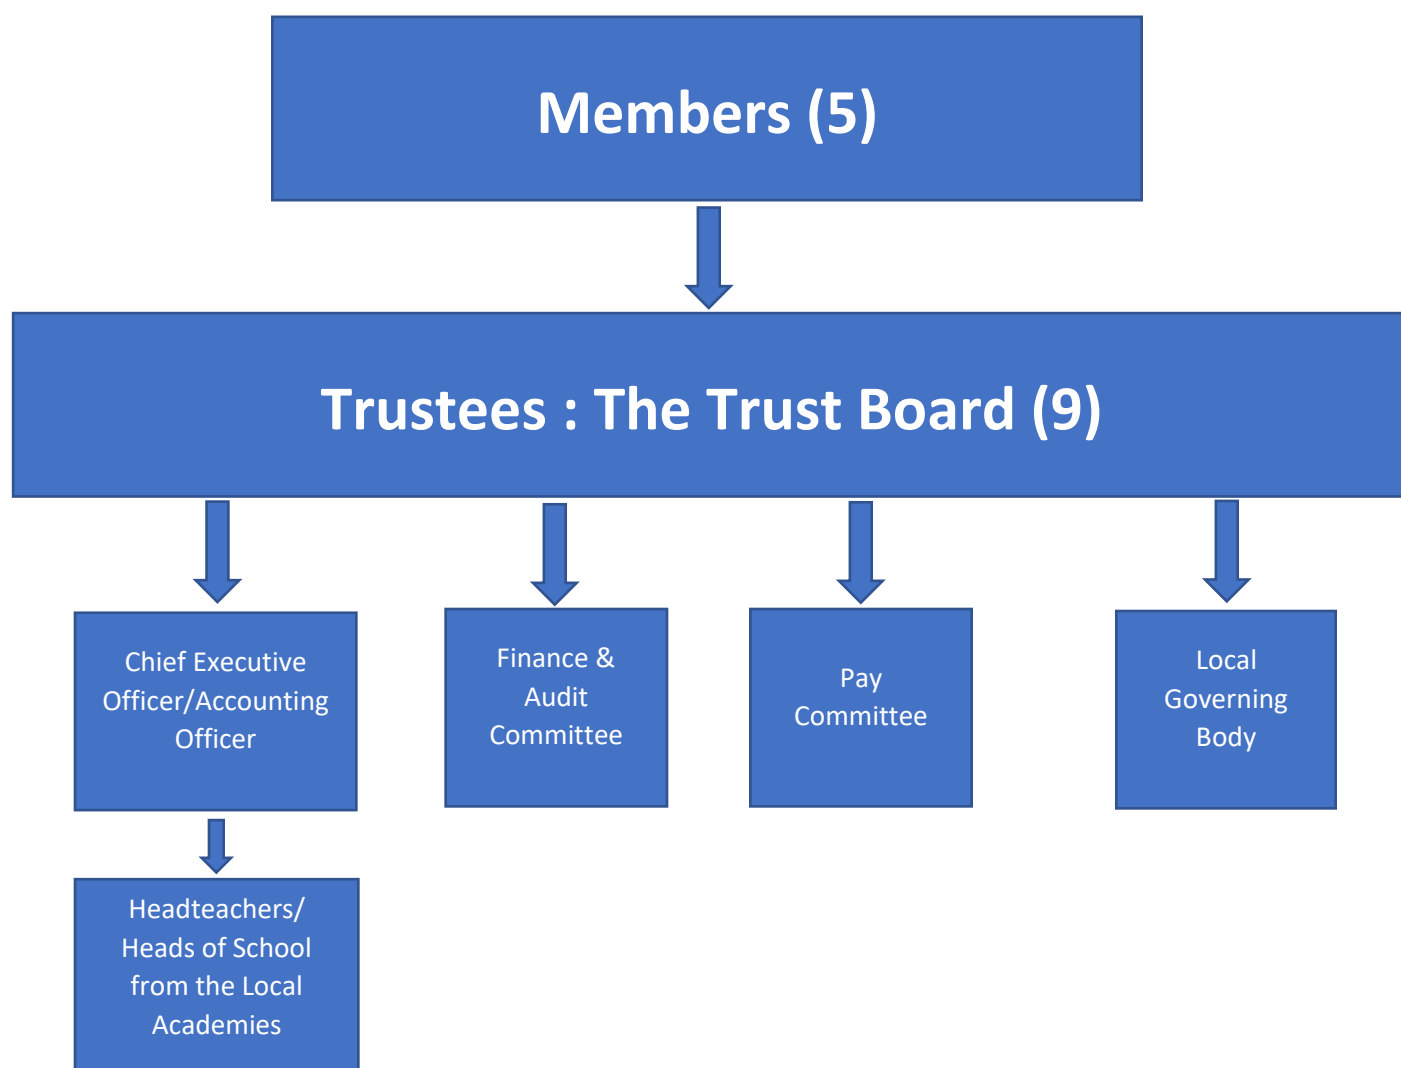 Members (5)
Trustees : The Trust Board (9)
Chief Executive
Officer/Accounting
Officer
Finance &
Audit
Committee
Pay
Committee
Local
Governing
Body
Headteachers/
Heads of School
from the Local
Academies